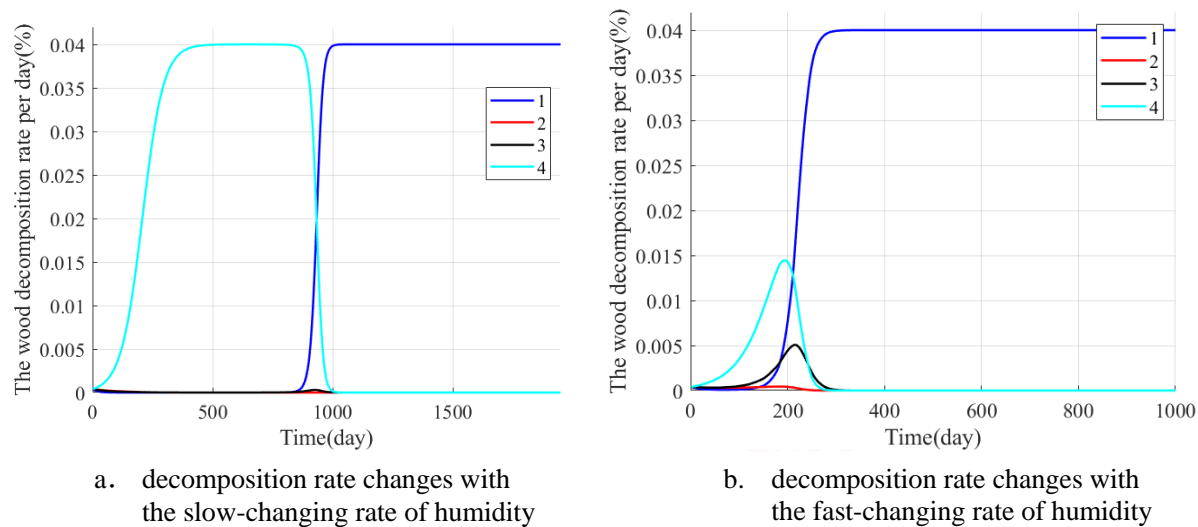 The wood decomposition rate per day(%)
0.04
0.035
0.03
0.025
0.02
0.015
0.01
0.005
0
0 500 1000 1500
Time(day)
1
2
3
4
a. decomposition rate changes with
the slow-changing rate of humidity
The wood decomposition rate per day(%)
0.04
0.035
0.03
0.025
0.02
0.015
0.01
0.005
0
0 200 400 600 800 1000
Time(day)
1
2
3
4
b. decomposition rate changes with
the fast-changing rate of humidity